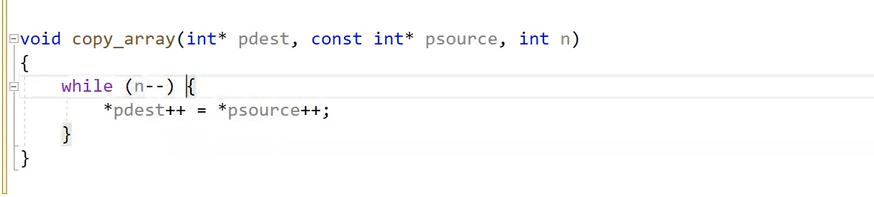 void copy_array(int* pdest, const int* psource, int n)
{
    while (n--) {
        *pdest++ = *psource++;
    }
}